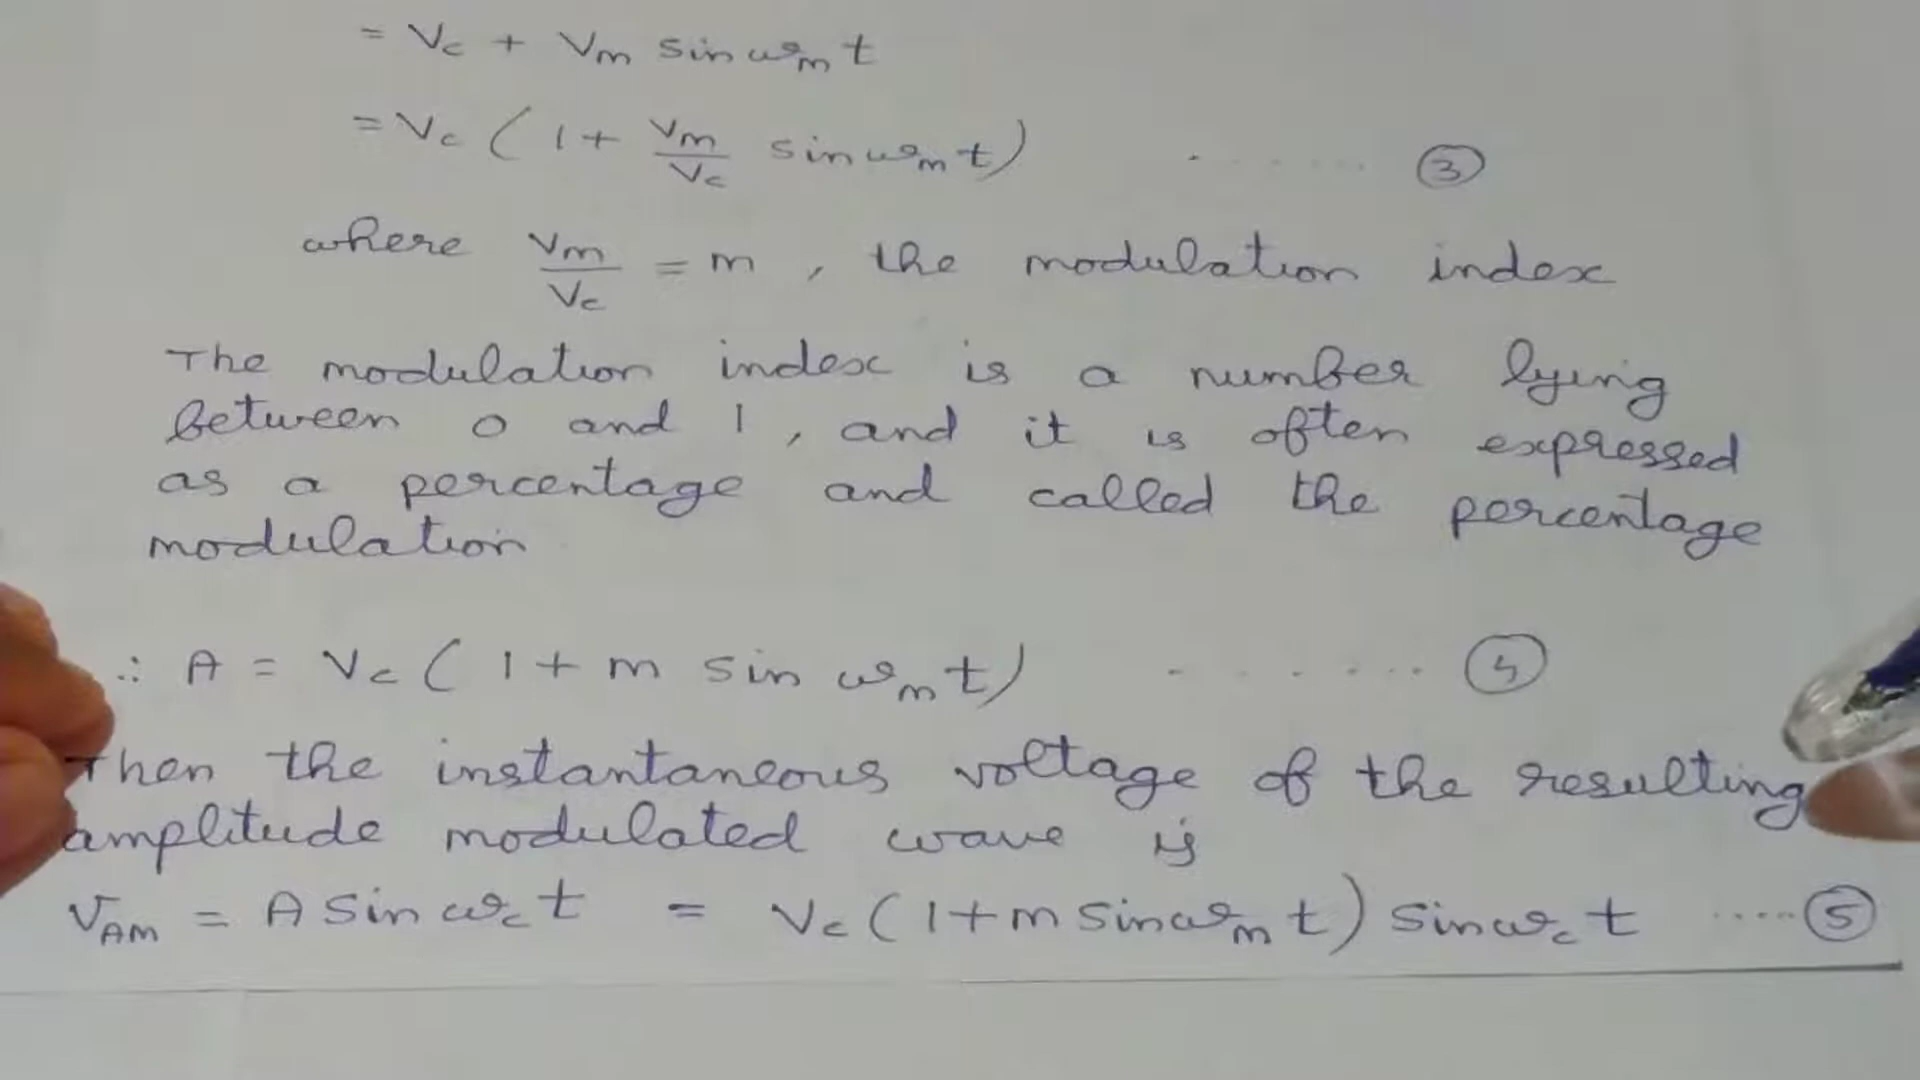 = Vc + Vm sin ωm t
= Vc ( 1 + Vm/Vc sin ωm t ) . ....... ③
where Vm/Vc = m , the modulation index
The modulation index is a number lying
between 0 and 1 , and it is often expressed
as a percentage and called the percentage
modulation
∴ A = Vc ( 1 + m sin ωm t ) ....... ④
Then the instantaneous voltage of the resulting
amplitude modulated wave is
VAM = A Sin ωc t = Vc ( 1 + m sin ωm t ) sin ωc t ..... ⑤